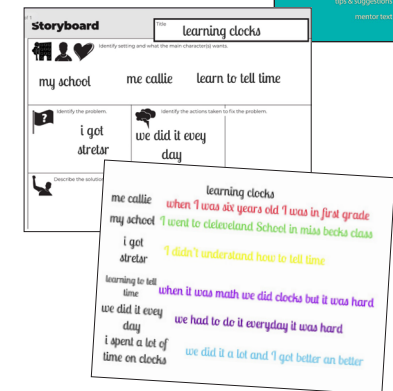 tips & suggestions
mentor text
Storyboard
Title
learning clocks
Identify setting and what the main character(s) wants.
my school
me callie
learn to tell time
Identify the problem.
i got
stretsr
Identify the actions taken to fix the problem.
we did it evey
day
Describe the solution
learning clocks
me callie
when I was six years old I was in first grade
my school
I went to cleleveland School in miss becks class
i got
stretsr
I didn't understand how to tell time
learning to tell
time
when it was math we did clocks but it was hard
we did it evey
day
we had to do it everyday it was hard
i spent a lot of
time on clocks
we did it a lot and I got better an better